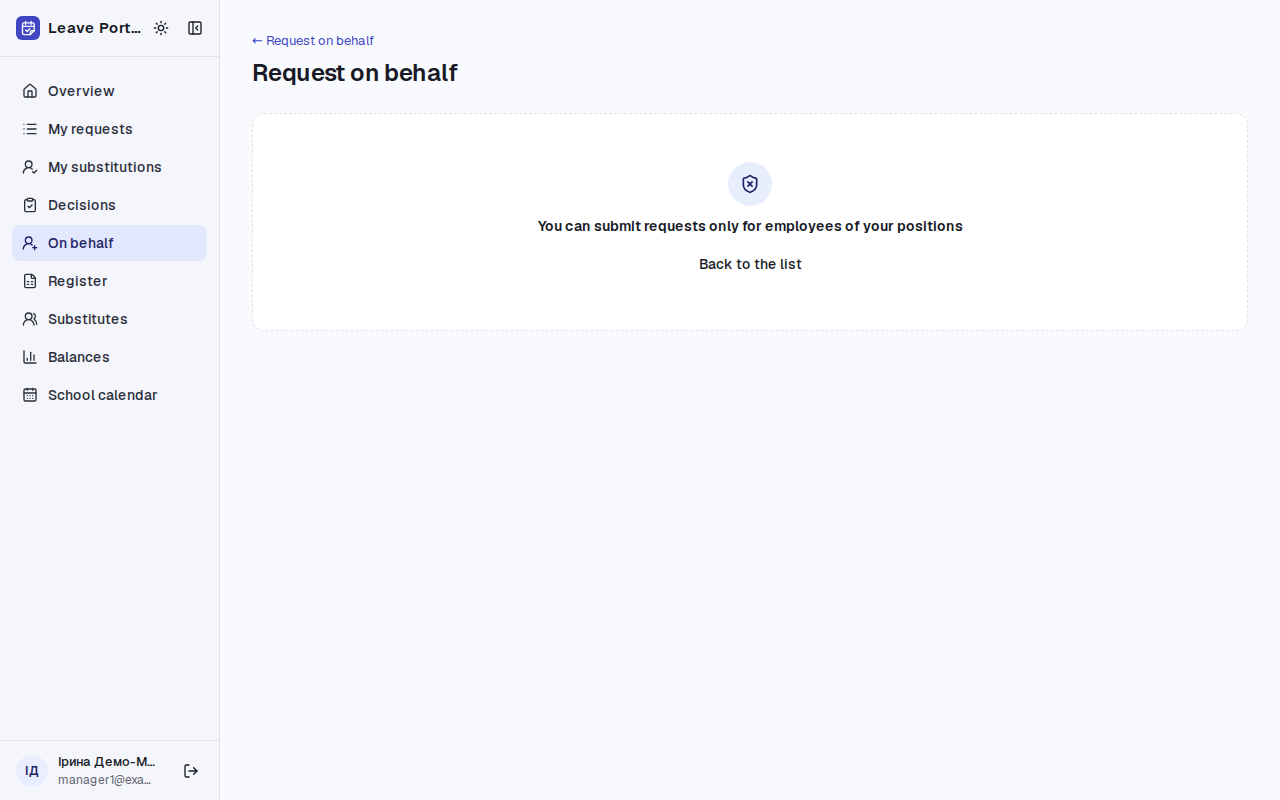 Leave Port...
Overview
My requests
My substitutions
Decisions
On behalf
Register
Substitutes
Balances
School calendar
ІД
Ірина Демо-М...
manager1@exa...
← Request on behalf
Request on behalf
You can submit requests only for employees of your positions
Back to the list